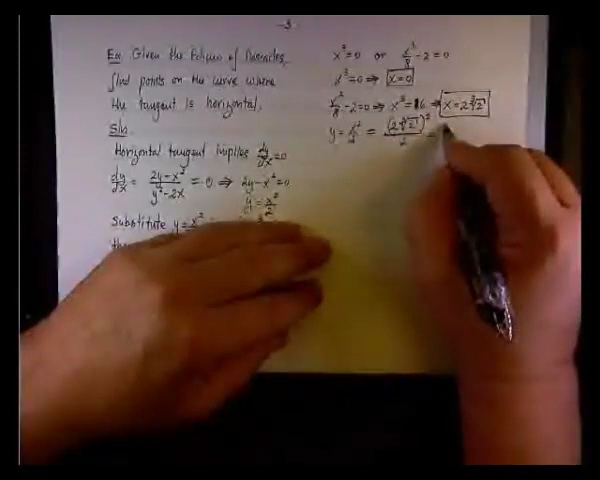 -3-
Ex: Given the Folium of Descartes,
find points on the curve where
the tangent is horizontal.
Sln:
Horizontal tangent implies dy/dx = 0
dy/dx = (2y - x²)/(y² - 2x) = 0 ⇒ 2y - x² = 0
y = x²/2
Substitute y = x²
x³ = 0 or x³/8 - 2 = 0
x³ = 0 ⇒ x = 0
x³/8 - 2 = 0 ⇒ x³ = 16 ⇒ x = 2∛2
y = x²/2 = (2∛2)²/2 =